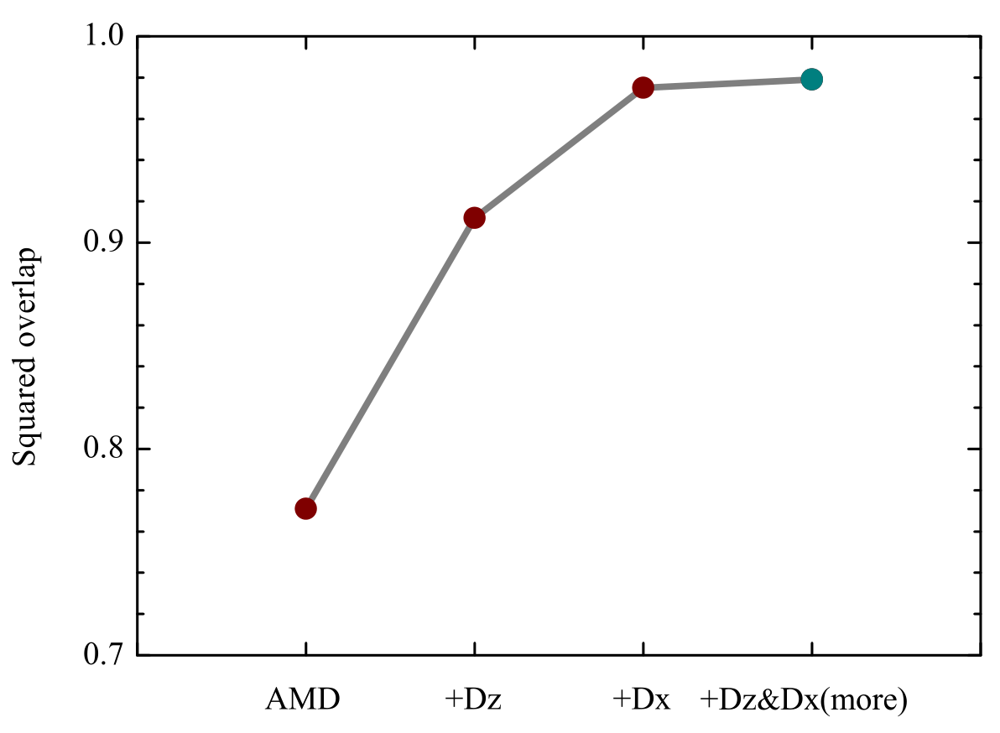 1.0
0.9
0.8
0.7
Squared overlap
AMD
+Dz
+Dx
+Dz&Dx(more)